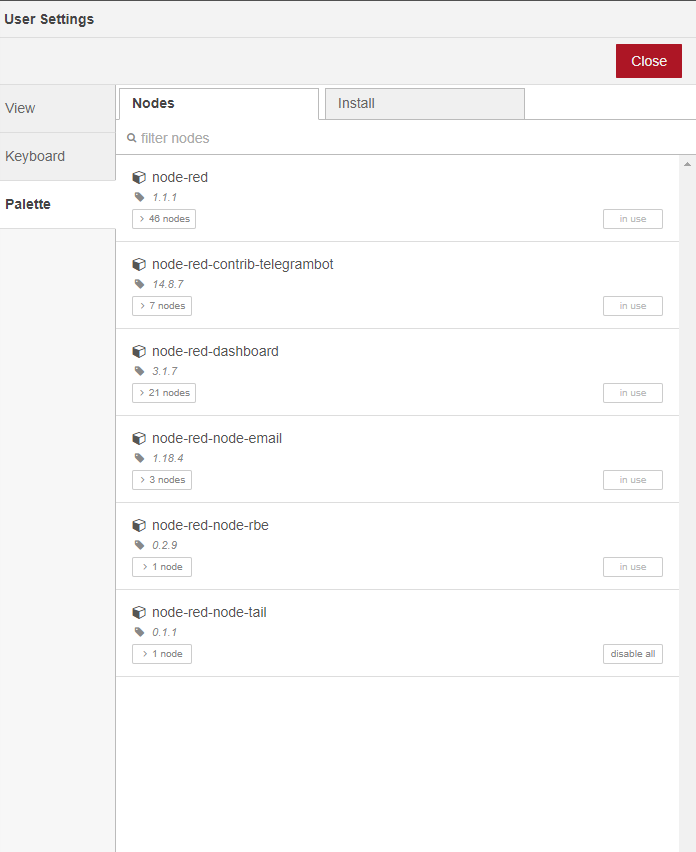 User Settings
Close
View
Keyboard
Palette
Nodes
Install
filter nodes
node-red
1.1.1
46 nodes
in use
node-red-contrib-telegrambot
14.8.7
7 nodes
in use
node-red-dashboard
3.1.7
21 nodes
in use
node-red-node-email
1.18.4
3 nodes
in use
node-red-node-rbe
0.2.9
1 node
in use
node-red-node-tail
0.1.1
1 node
disable all